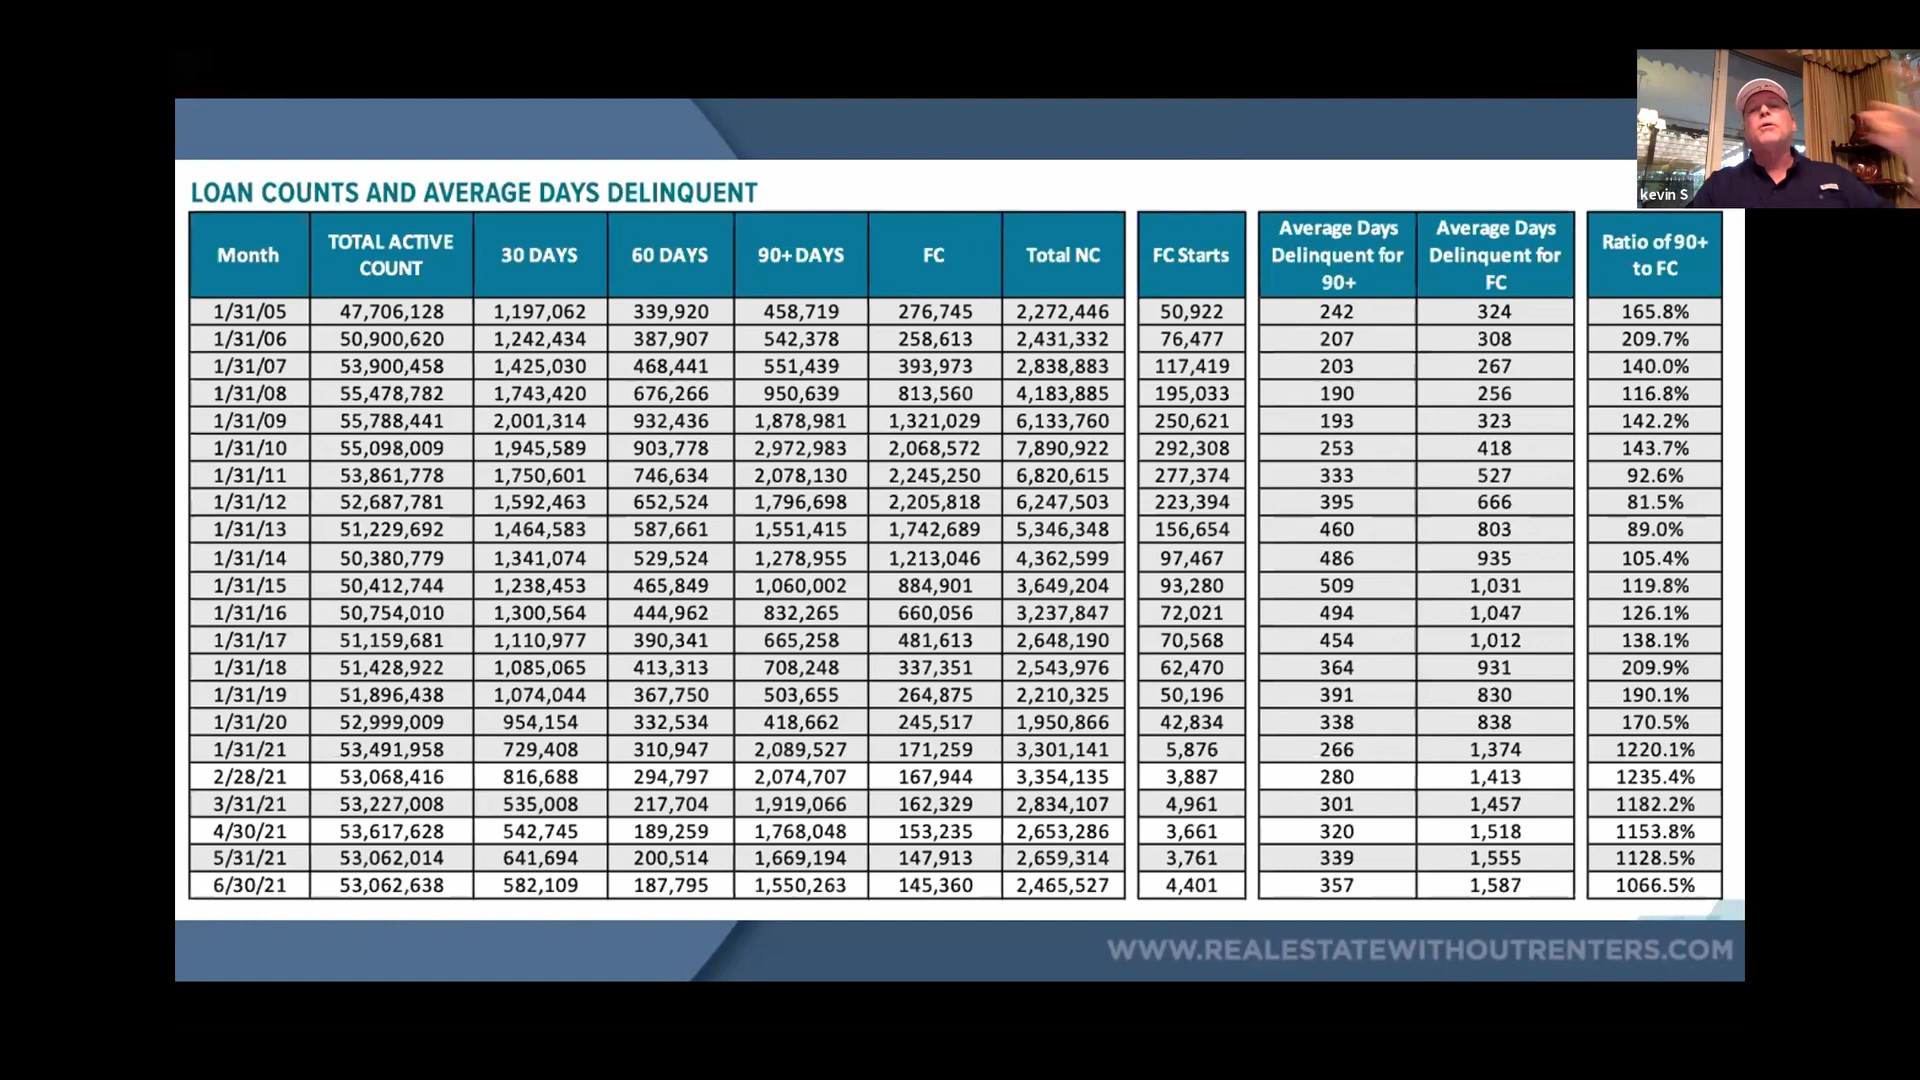 kevin S
LOAN COUNTS AND AVERAGE DAYS DELINQUENT
Month TOTAL ACTIVE COUNT 30 DAYS 60 DAYS 90+ DAYS FC Total NC FC Starts Average Days Delinquent for 90+ Average Days Delinquent for FC Ratio of 90+ to FC
1/31/05 47,706,128 1,197,062 339,920 458,719 276,745 2,272,446 50,922 242 324 165.8%
1/31/06 50,900,620 1,242,434 387,907 542,378 258,613 2,431,332 76,477 207 308 209.7%
1/31/07 53,900,458 1,425,030 468,441 551,439 393,973 2,838,883 117,419 203 267 140.0%
1/31/08 55,478,782 1,743,420 676,266 950,639 813,560 4,183,885 195,033 190 256 116.8%
1/31/09 55,788,441 2,001,314 932,436 1,878,981 1,321,029 6,133,760 250,621 193 323 142.2%
1/31/10 55,098,009 1,945,589 903,778 2,972,983 2,068,572 7,890,922 292,308 253 418 143.7%
1/31/11 53,861,778 1,750,601 746,634 2,078,130 2,245,250 6,820,615 277,374 333 527 92.6%
1/31/12 52,687,781 1,592,463 652,524 1,796,698 2,205,818 6,247,503 223,394 395 666 81.5%
1/31/13 51,229,692 1,464,583 587,661 1,551,415 1,742,689 5,346,348 156,654 460 803 89.0%
1/31/14 50,380,779 1,341,074 529,524 1,278,955 1,213,046 4,362,599 97,467 486 935 105.4%
1/31/15 50,412,744 1,238,453 465,849 1,060,002 884,901 3,649,204 93,280 509 1,031 119.8%
1/31/16 50,754,010 1,300,564 444,962 832,265 660,056 3,237,847 72,021 494 1,047 126.1%
1/31/17 51,159,681 1,110,977 390,341 665,258 481,613 2,648,190 70,568 454 1,012 138.1%
1/31/18 51,428,922 1,085,065 413,313 708,248 337,351 2,543,976 62,470 364 931 209.9%
1/31/19 51,896,438 1,074,044 367,750 503,655 264,875 2,210,325 50,196 391 830 190.1%
1/31/20 52,999,009 954,154 332,534 418,662 245,517 1,950,866 42,834 338 838 170.5%
1/31/21 53,491,958 729,408 310,947 2,089,527 171,259 3,301,141 5,876 266 1,374 1220.1%
2/28/21 53,068,416 816,688 294,797 2,074,707 167,944 3,354,135 3,887 280 1,413 1235.4%
3/31/21 53,227,008 535,008 217,704 1,919,066 162,329 2,834,107 4,961 301 1,457 1182.2%
4/30/21 53,617,628 542,745 189,259 1,768,048 153,235 2,653,286 3,661 320 1,518 1153.8%
5/31/21 53,062,014 641,694 200,514 1,669,194 147,913 2,659,314 3,761 339 1,555 1128.5%
6/30/21 53,062,638 582,109 187,795 1,550,263 145,360 2,465,527 4,401 357 1,587 1066.5%
WWW.REALESTATEWITHOUTRENTERS.COM